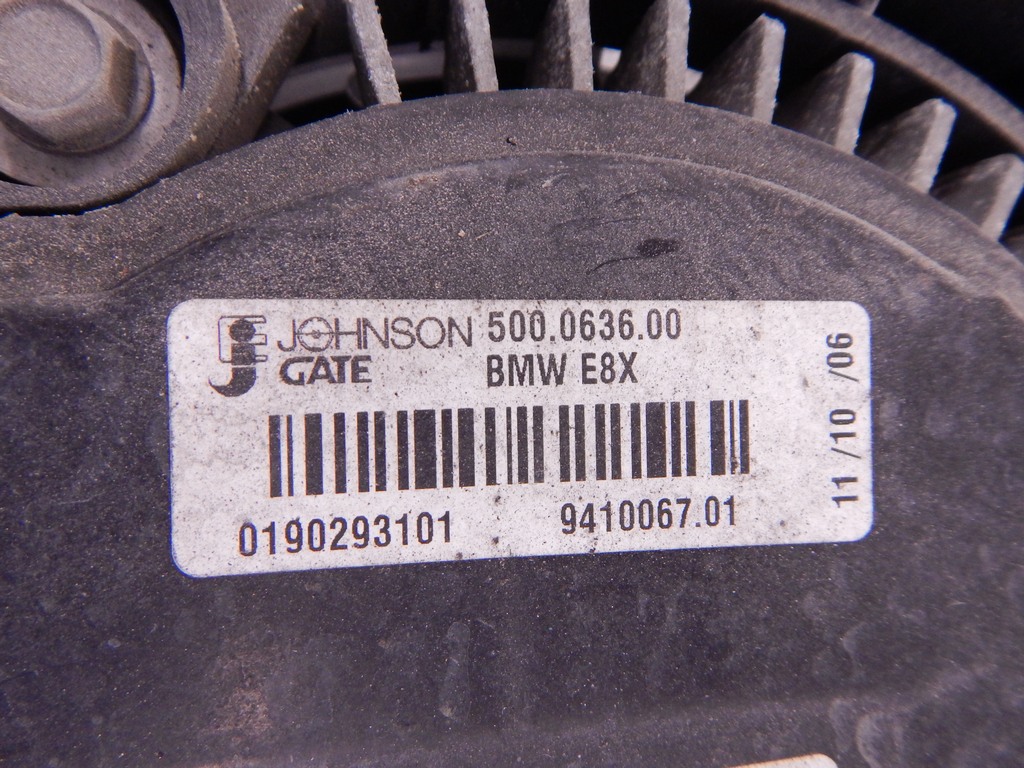 JOHNSON 500.0636.00
GATE BMW E8X
0190293101 9410067.01
11/10/06